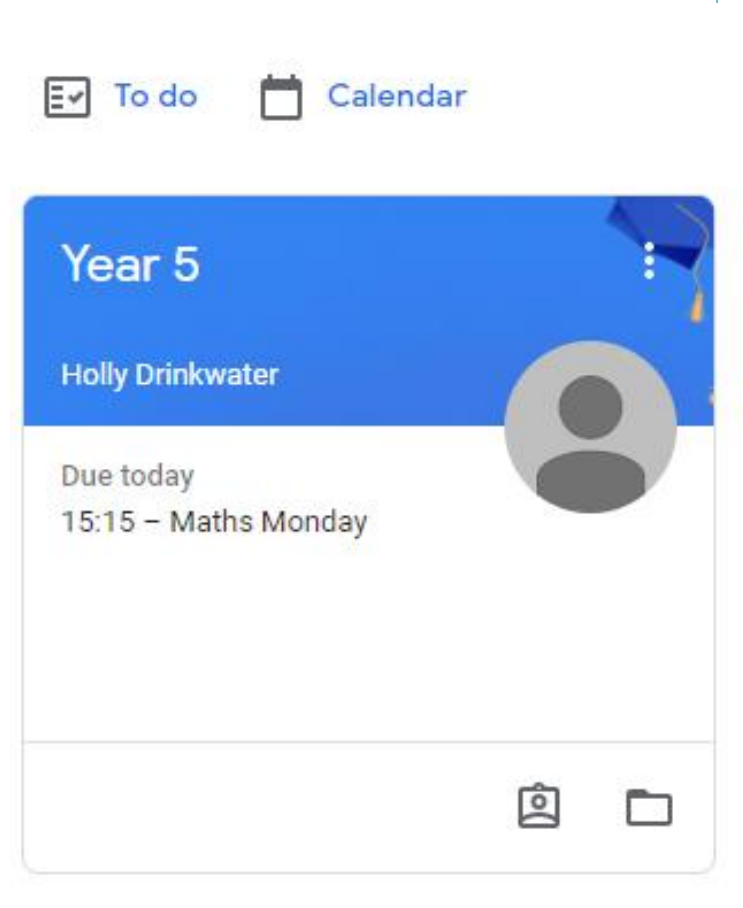 To do Calendar
Year 5
Holly Drinkwater
Due today
15:15 – Maths Monday